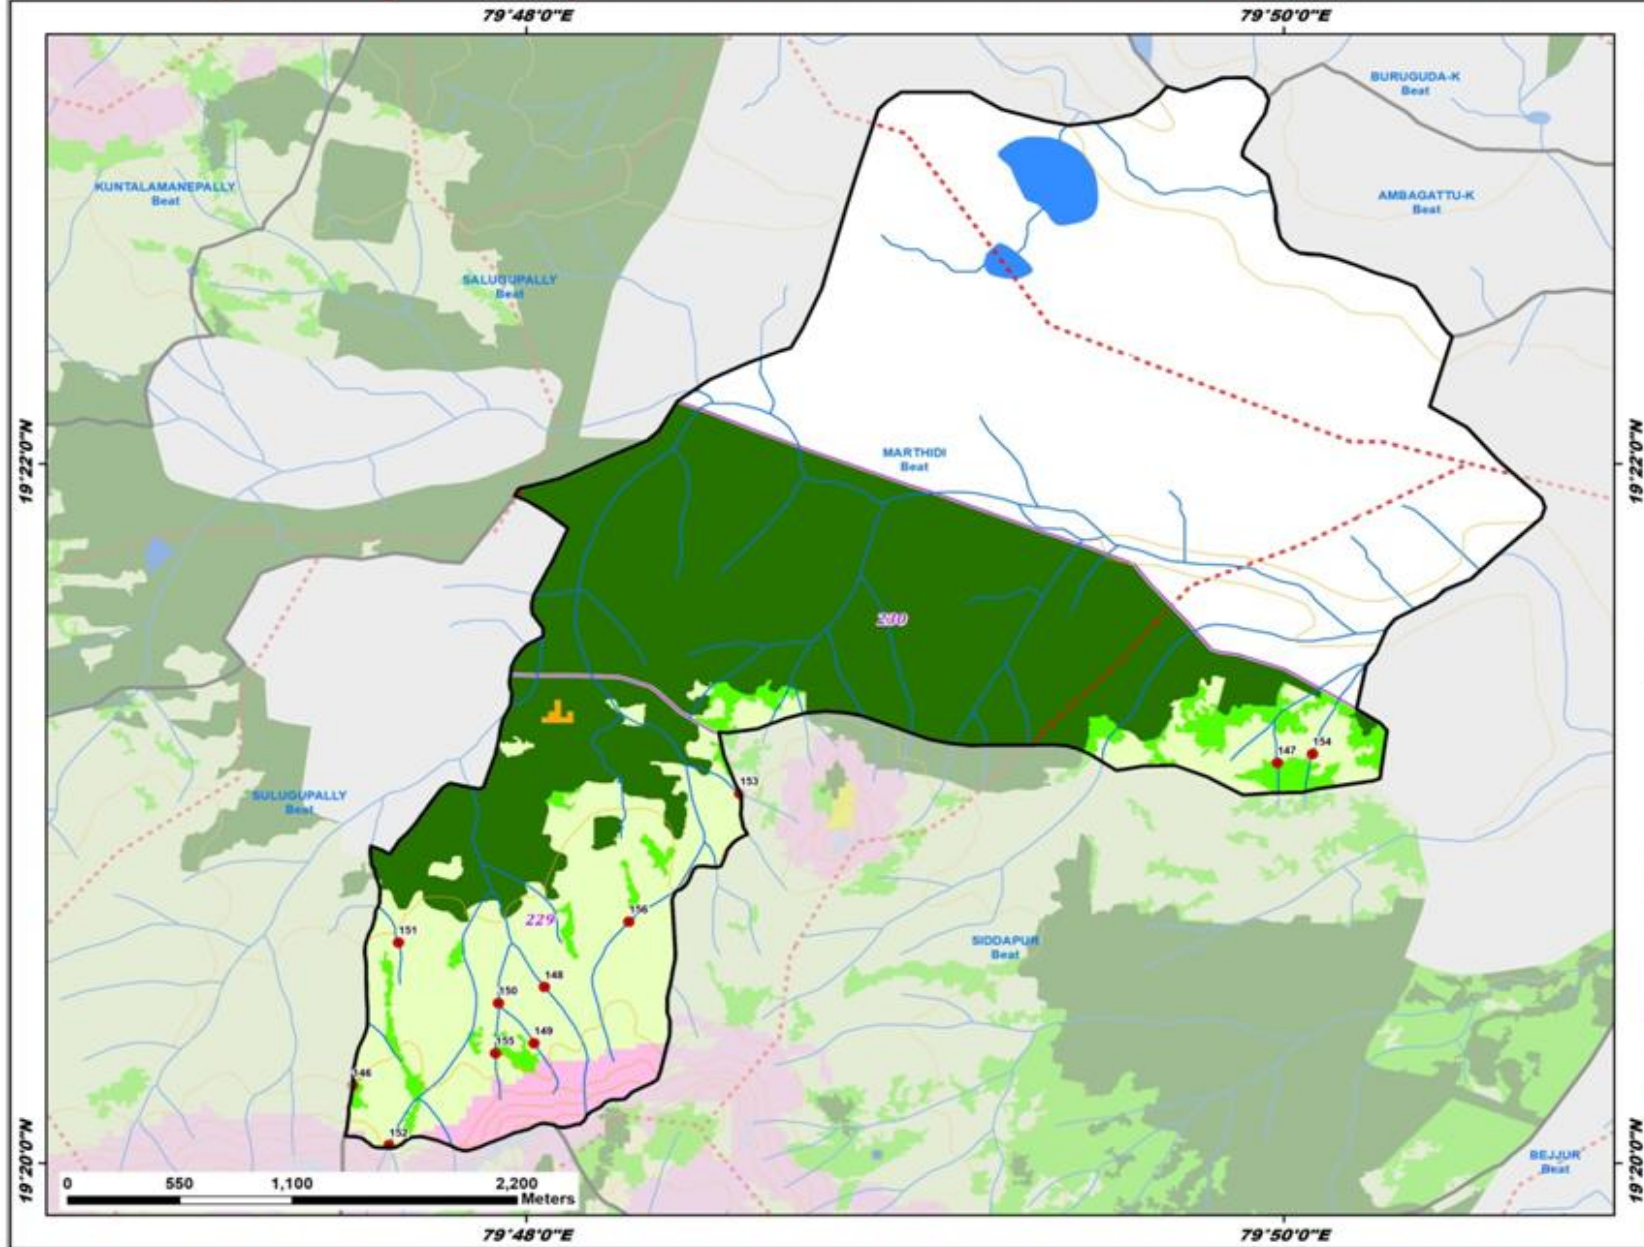 79°48'0"E
79°50'0"E
BURUGUDA-K
Beat
KUNTALAMANEPALLY
Beat
AMBAGATTU-K
Beat
SALUGUPALLY
Beat
19°22'0"N
MARTHIDI
Beat
19°22'0"N
230
147
154
153
SULUGUPALLY
Beat
229
156
151
SIDDAPUR
Beat
148
150
149
155
146
152
19°20'0"N
BEJJUR
Beat
19°20'0"N
0 550 1,100 2,200
Meters
79°48'0"E
79°50'0"E